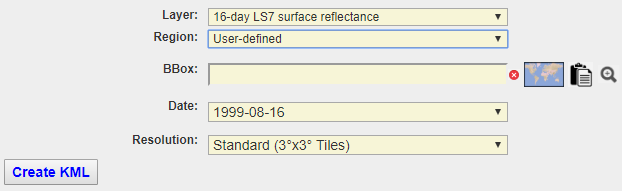 Layer: 16-day LS7 surface reflectance
Region: User-defined
BBox:
Date: 1999-08-16
Resolution: Standard (3°x3° Tiles)
Create KML